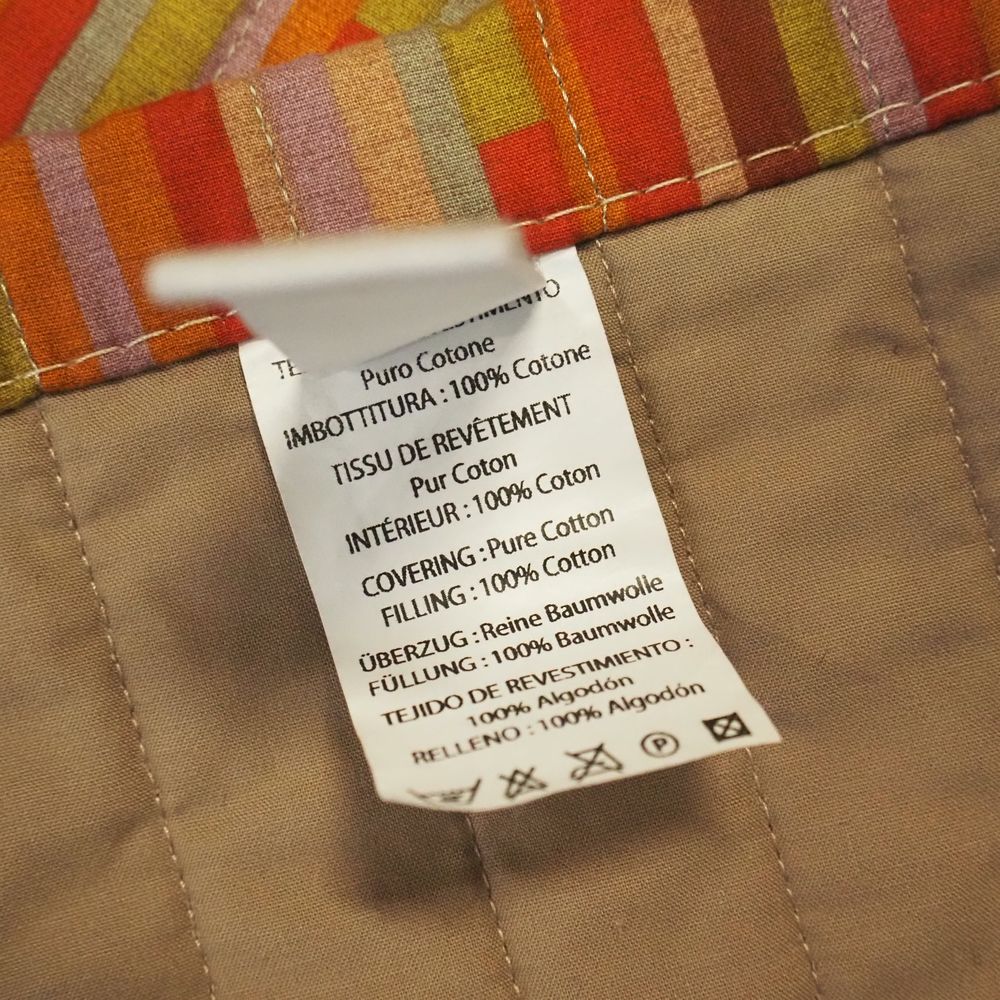 Puro Cotone
IMBOTTITURA : 100% Cotone
TISSU DE REVÊTEMENT
Pur Coton
INTÉRIEUR : 100% Coton
COVERING : Pure Cotton
FILLING : 100% Cotton
ÜBERZUG : Reine Baumwolle
FÜLLUNG : 100% Baumwolle
TEJIDO DE REVESTIMIENTO :
100% Algodón
RELLENO : 100% Algodón
P